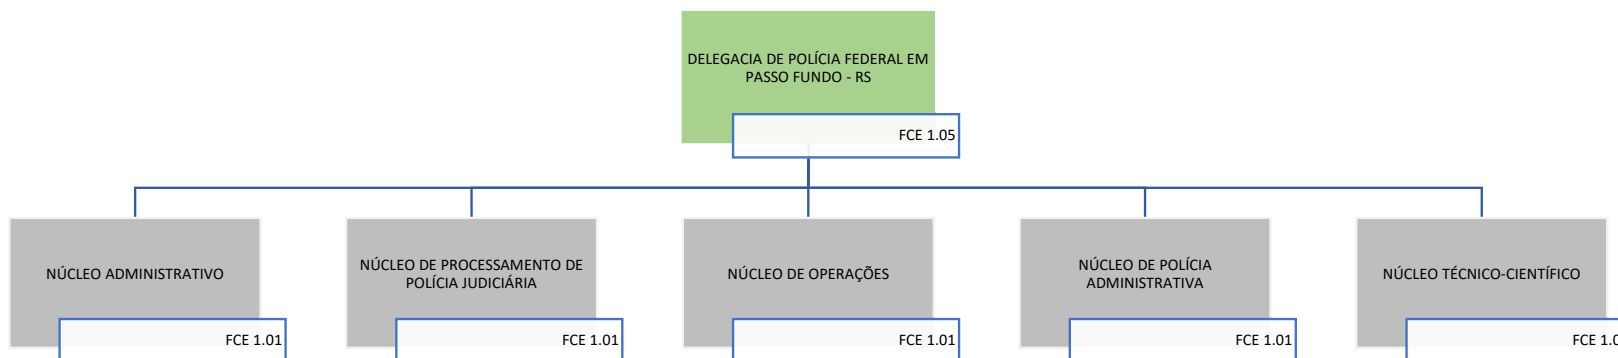 DELEGACIA DE POLÍCIA FEDERAL EM
PASSO FUNDO - RS
FCE 1.05
NÚCLEO ADMINISTRATIVO
FCE 1.01
NÚCLEO DE PROCESSAMENTO DE
POLÍCIA JUDICIÁRIA
FCE 1.01
NÚCLEO DE OPERAÇÕES
FCE 1.01
NÚCLEO DE POLÍCIA
ADMINISTRATIVA
FCE 1.01
NÚCLEO TÉCNICO-CIENTÍFICO
FCE